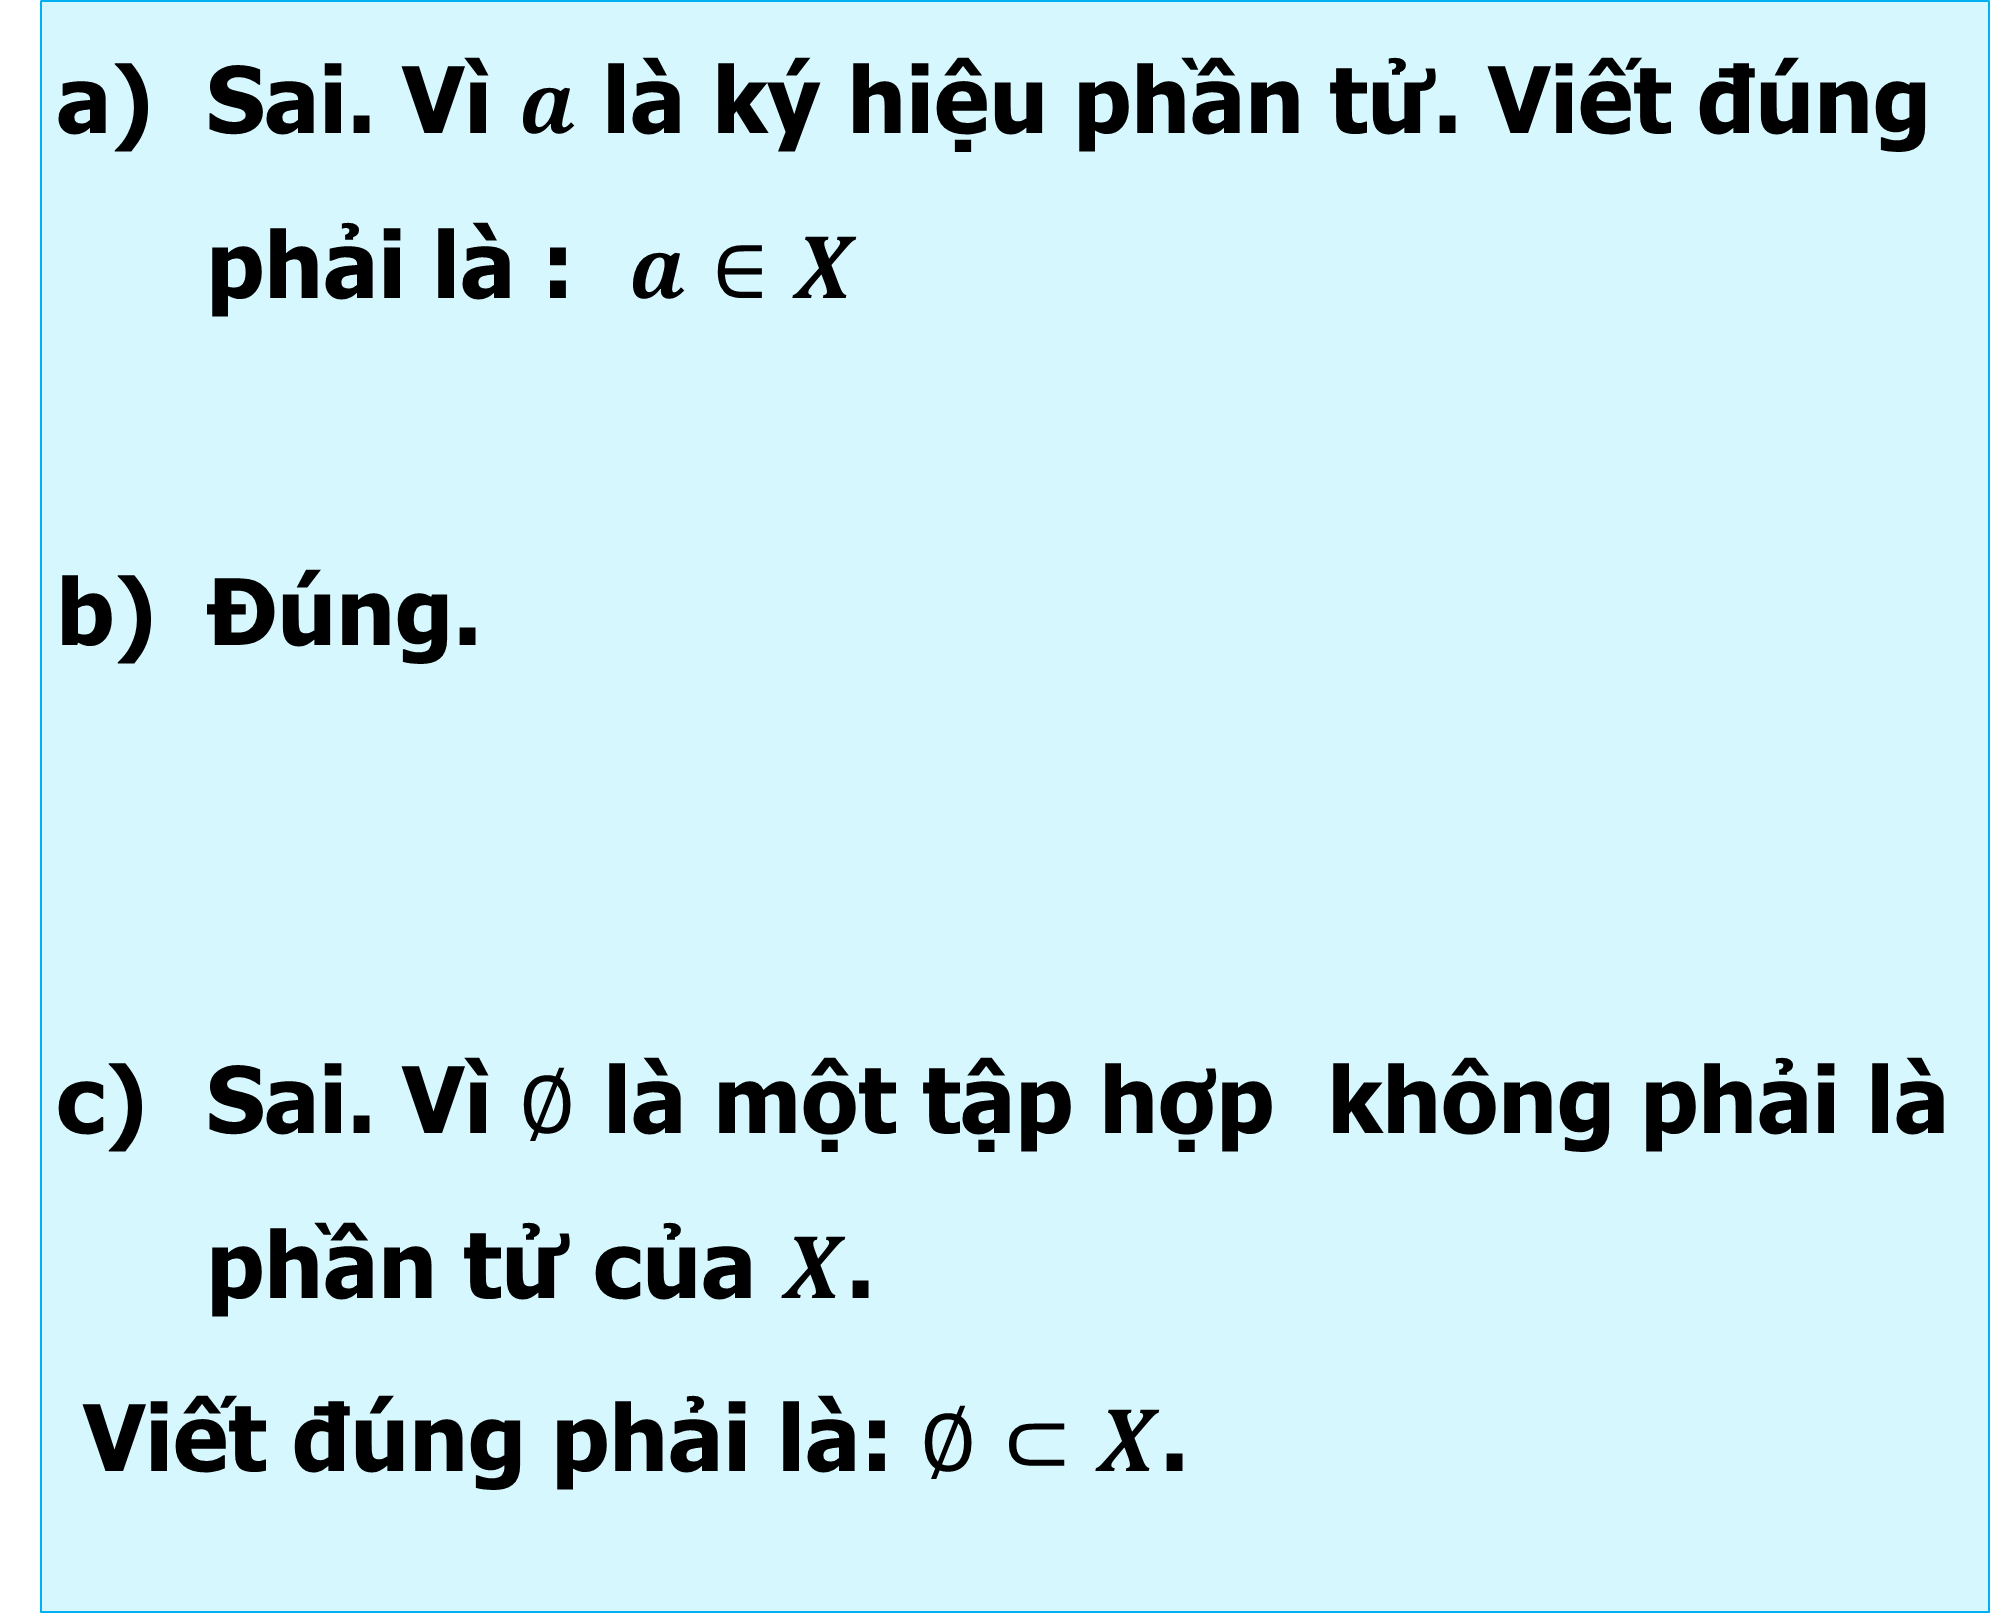 a) Sai. Vì a là ký hiệu phần tử. Viết đúng
phải là : a ∈ X
b) Đúng.
c) Sai. Vì ∅ là một tập hợp không phải là
phần tử của X.
Viết đúng phải là: ∅ ⊂ X.